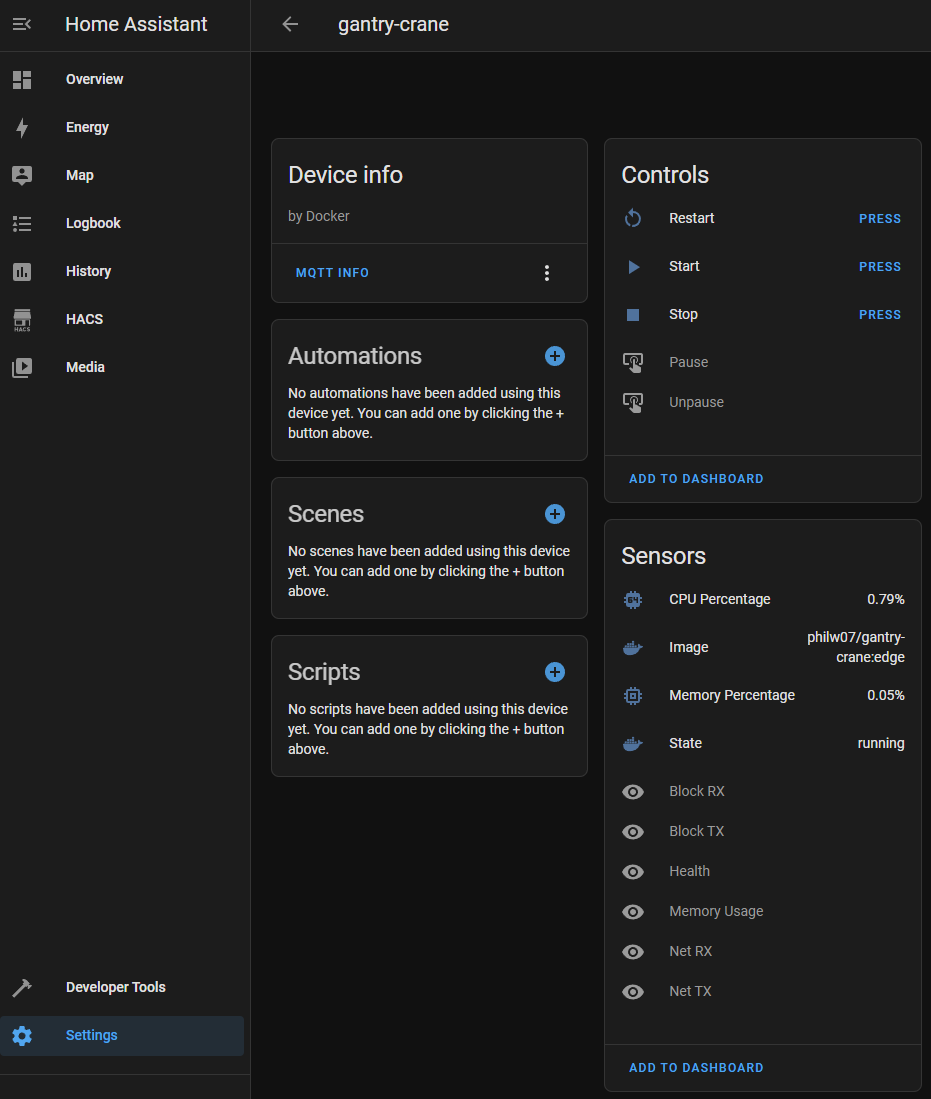 Home Assistant
gantry-crane
Overview
Energy
Map
Logbook
History
HACS
HACS
Media
Developer Tools
Settings
Device info
by Docker
MQTT INFO
Automations
No automations have been added using this
device yet. You can add one by clicking the +
button above.
Scenes
No scenes have been added using this device
yet. You can add one by clicking the + button
above.
Scripts
No scripts have been added using this device
yet. You can add one by clicking the + button
above.
Controls
Restart PRESS
Start PRESS
Stop PRESS
Pause
Unpause
ADD TO DASHBOARD
Sensors
CPU Percentage 0.79%
Image philw07/gantry-
crane:edge
Memory Percentage 0.05%
State running
Block RX
Block TX
Health
Memory Usage
Net RX
Net TX
ADD TO DASHBOARD